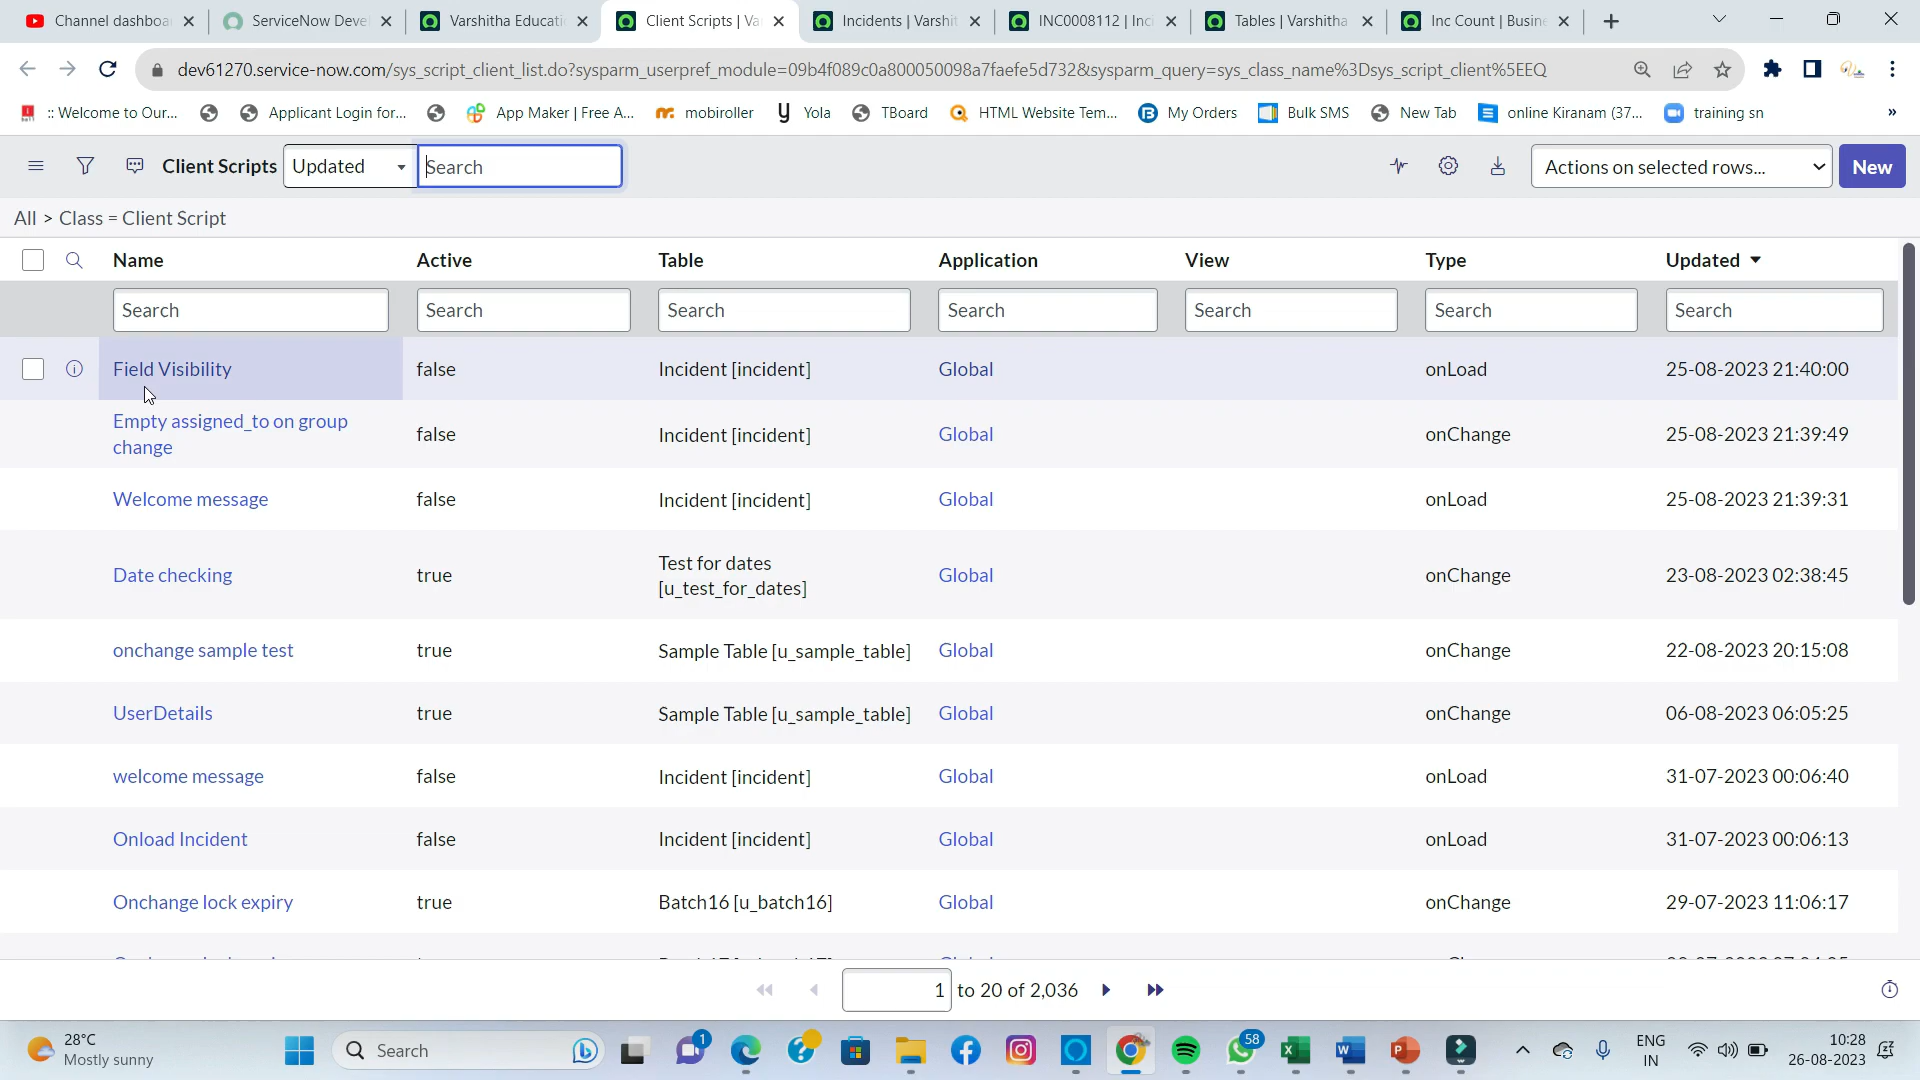 Channel dashboa
ServiceNow Deve
Varshitha Educati
Client Scripts | Va
Incidents | Varshit
INC0008112 | Inci
Tables | Varshitha
Inc Count | Busine
dev61270.service-now.com/sys_script_client_list.do?sysparm_userpref_module=09b4f089c0a800050098a7faefe5d732&sysparm_query=sys_class_name%3Dsys_script_client%5EEQ
:: Welcome to Our...
Applicant Login for...
App Maker | Free A...
mobiroller
Yola
TBoard
HTML Website Tem...
My Orders
Bulk SMS
New Tab
online Kiranam (37...
training sn
»
Client Scripts
Updated
Search
Actions on selected rows...
New
All > Class = Client Script
Name Active Table Application View Type Updated
Search Search Search Search Search Search Search
Field Visibility false Incident [incident] Global onLoad 25-08-2023 21:40:00
Empty assigned_to on group
change
false Incident [incident] Global onChange 25-08-2023 21:39:49
Welcome message false Incident [incident] Global onLoad 25-08-2023 21:39:31
Date checking true
Test for dates
[u_test_for_dates]
Global onChange 23-08-2023 02:38:45
onchange sample test true Sample Table [u_sample_table] Global onChange 22-08-2023 20:15:08
UserDetails true Sample Table [u_sample_table] Global onChange 06-08-2023 06:05:25
welcome message false Incident [incident] Global onLoad 31-07-2023 00:06:40
Onload Incident false Incident [incident] Global onLoad 31-07-2023 00:06:13
Onchange lock expiry true Batch16 [u_batch16] Global onChange 29-07-2023 11:06:17
1 to 20 of 2,036
28°C
Mostly sunny
Search
1
58
ENG
IN
10:28
26-08-2023